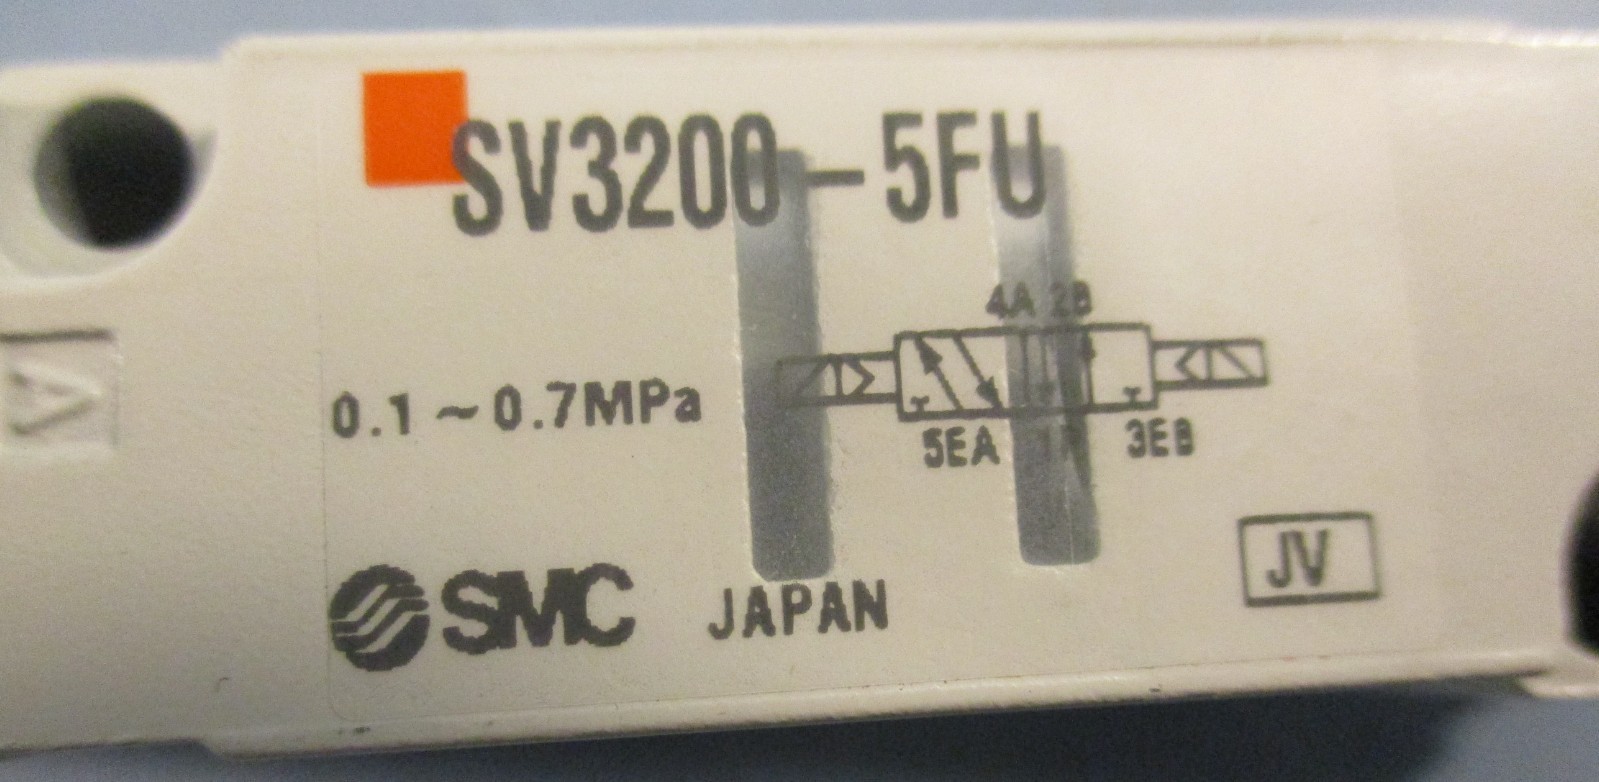 SV3200-5FU
4A 2B
0.1~0.7MPa
5EA 1P 3EB
JV
SMC JAPAN
V